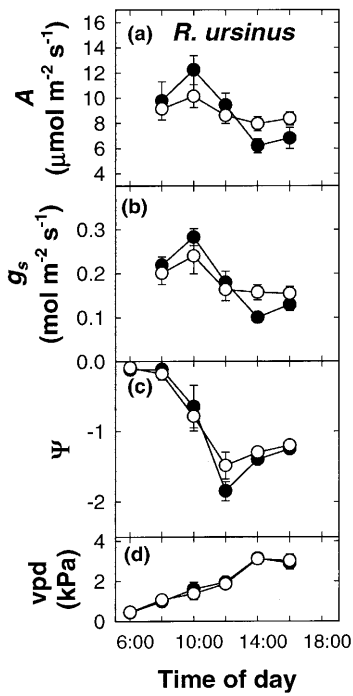 (a) R. ursinus
16
14
12
10
8
6
4
A
(μmol m⁻² s⁻¹)
(b)
0.3
0.2
0.1
0.0
gs
(mol m⁻² s⁻¹)
(c)
-1
-2
Ψ
(d)
4
2
0
vpd
(kPa)
6:00 10:00 14:00 18:00
Time of day